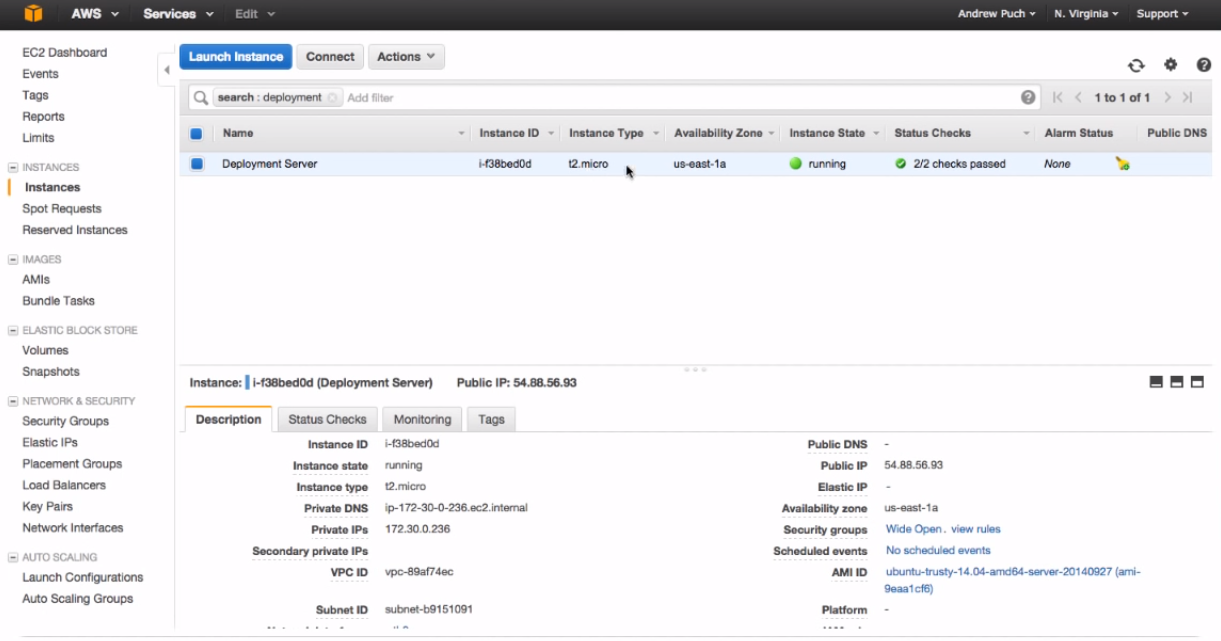 AWS Services Edit Andrew Puch N. Virginia Support
EC2 Dashboard
Events
Tags
Reports
Limits
INSTANCES
Instances
Spot Requests
Reserved Instances
IMAGES
AMIs
Bundle Tasks
ELASTIC BLOCK STORE
Volumes
Snapshots
NETWORK & SECURITY
Security Groups
Elastic IPs
Placement Groups
Load Balancers
Key Pairs
Network Interfaces
AUTO SCALING
Launch Configurations
Auto Scaling Groups
Launch Instance Connect Actions
search : deployment Add filter 1 to 1 of 1
Name Instance ID Instance Type Availability Zone Instance State Status Checks Alarm Status Public DNS
Deployment Server i-f38bed0d t2.micro us-east-1a running 2/2 checks passed None
Instance: i-f38bed0d (Deployment Server) Public IP: 54.88.56.93
Description Status Checks Monitoring Tags
Instance ID i-f38bed0d Public DNS -
Instance state running Public IP 54.88.56.93
Instance type t2.micro Elastic IP -
Private DNS ip-172-30-0-236.ec2.internal Availability zone us-east-1a
Private IPs 172.30.0.236 Security groups Wide Open. view rules
Secondary private IPs Scheduled events No scheduled events
VPC ID vpc-89af74ec AMI ID ubuntu-trusty-14.04-amd64-server-20140927 (ami-
9eaa1cf6)
Subnet ID subnet-b9151091 Platform -